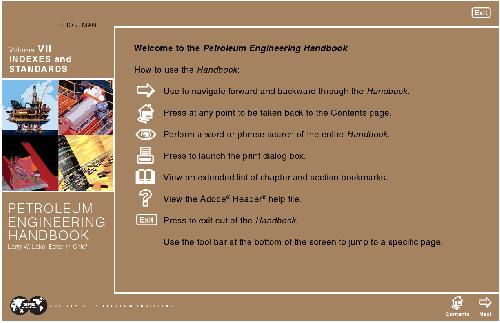 Exit
Volume VII
INDEXES and
STANDARDS
Welcome to the Petroleum Engineering Handbook
How to use the Handbook:
Use to navigate forward and backward through the Handbook.
Press at any point to be taken back to the Contents page.
Perform a word or phrase search of the entire Handbook.
Press to launch the print dialog box.
View an extended list of chapter and section bookmarks.
View the Adobe® Reader® help file.
Exit Press to exit out of the Handbook.
Use the tool bar at the bottom of the screen to jump to a specific page.
PETROLEUM
ENGINEERING
HANDBOOK
Larry W. Lake, Editor in Chief
Contents
Next